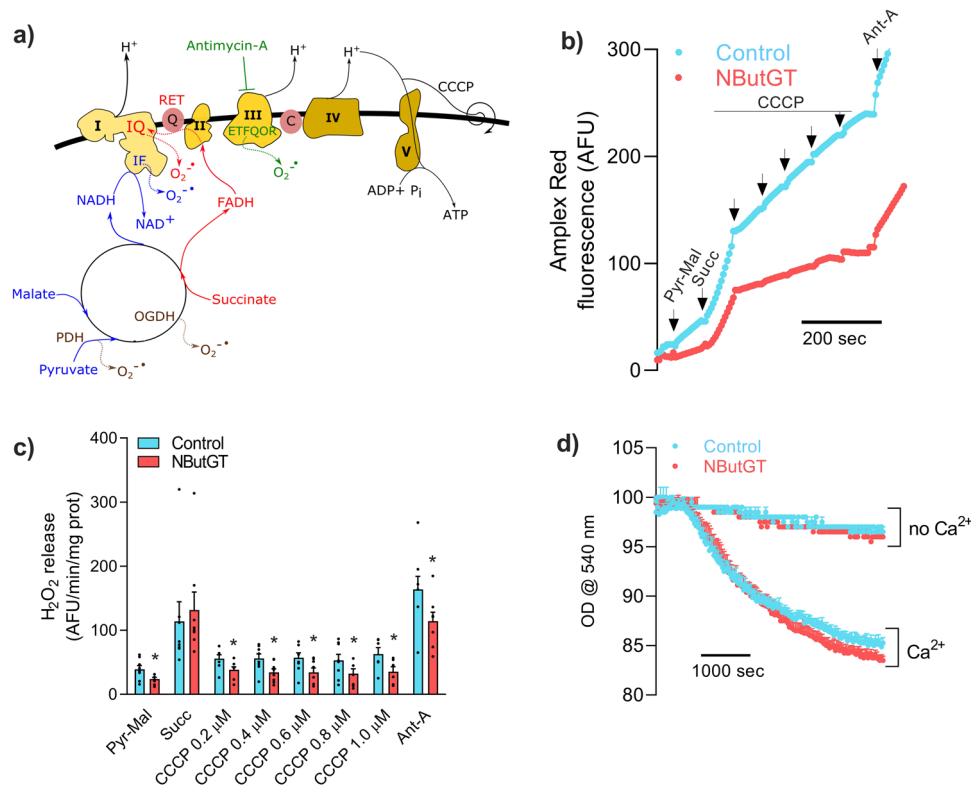 a)
H⁺
Antimycin-A
H⁺
H⁺
CCCP
RET
I
IQ
Q
II
III
ETFQOR
C
IV
V
IF
O₂⁻•
O₂⁻•
O₂⁻•
NADH
NAD⁺
FADH
ADP+ Pi
ATP
Malate
Succinate
OGDH
O₂⁻•
PDH
O₂⁻•
Pyruvate
b)
Amplex Red
fluorescence (AFU)
300
200
100
0
Control
NButGT
CCCP
Ant-A
Pyr-Mal
Succ
200 sec
c)
H₂O₂ release
(AFU/min/mg prot)
400
300
200
100
0
Control
NButGT
* * * * * * *
Pyr-Mal
Succ
CCCP 0.2 µM
CCCP 0.4 µM
CCCP 0.6 µM
CCCP 0.8 µM
CCCP 1.0 µM
Ant-A
d)
OD @ 540 nm
105
100
95
90
85
80
Control
NButGT
no Ca²⁺
Ca²⁺
1000 sec